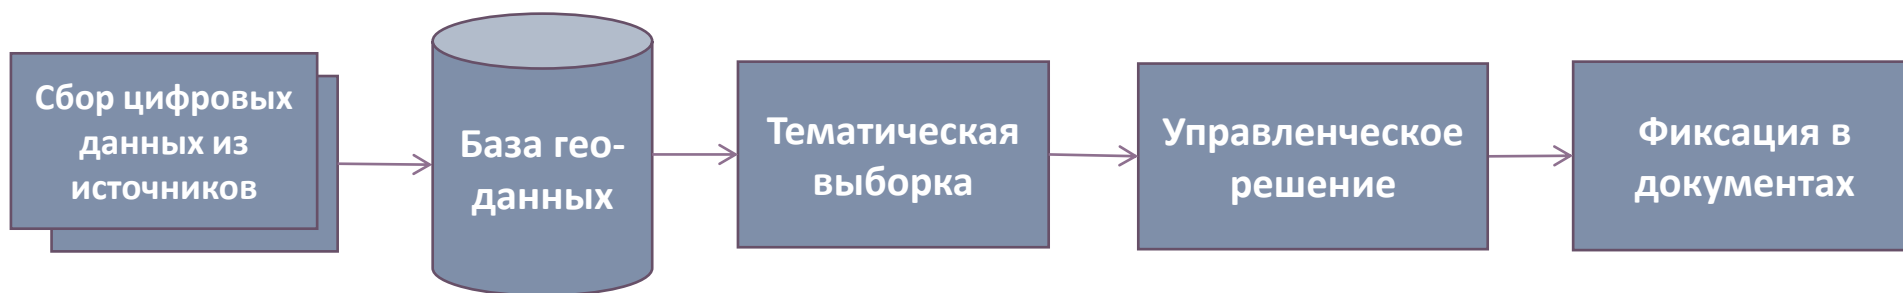 Сбор цифровых
данных из
источников
База гео-
данных
Тематическая
выборка
Управленческое
решение
Фиксация в
документах